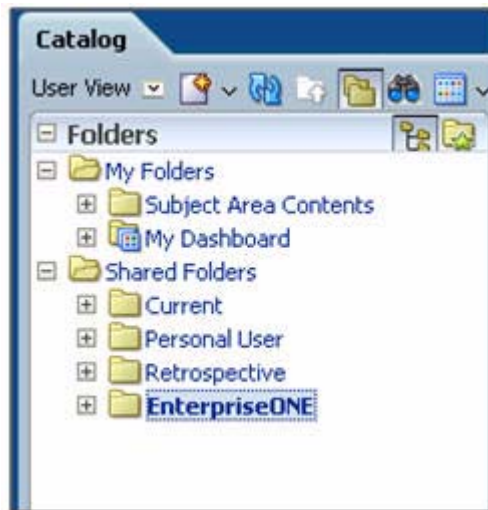 Catalog
User View
Folders
My Folders
Subject Area Contents
My Dashboard
Shared Folders
Current
Personal User
Retrospective
EnterpriseONE